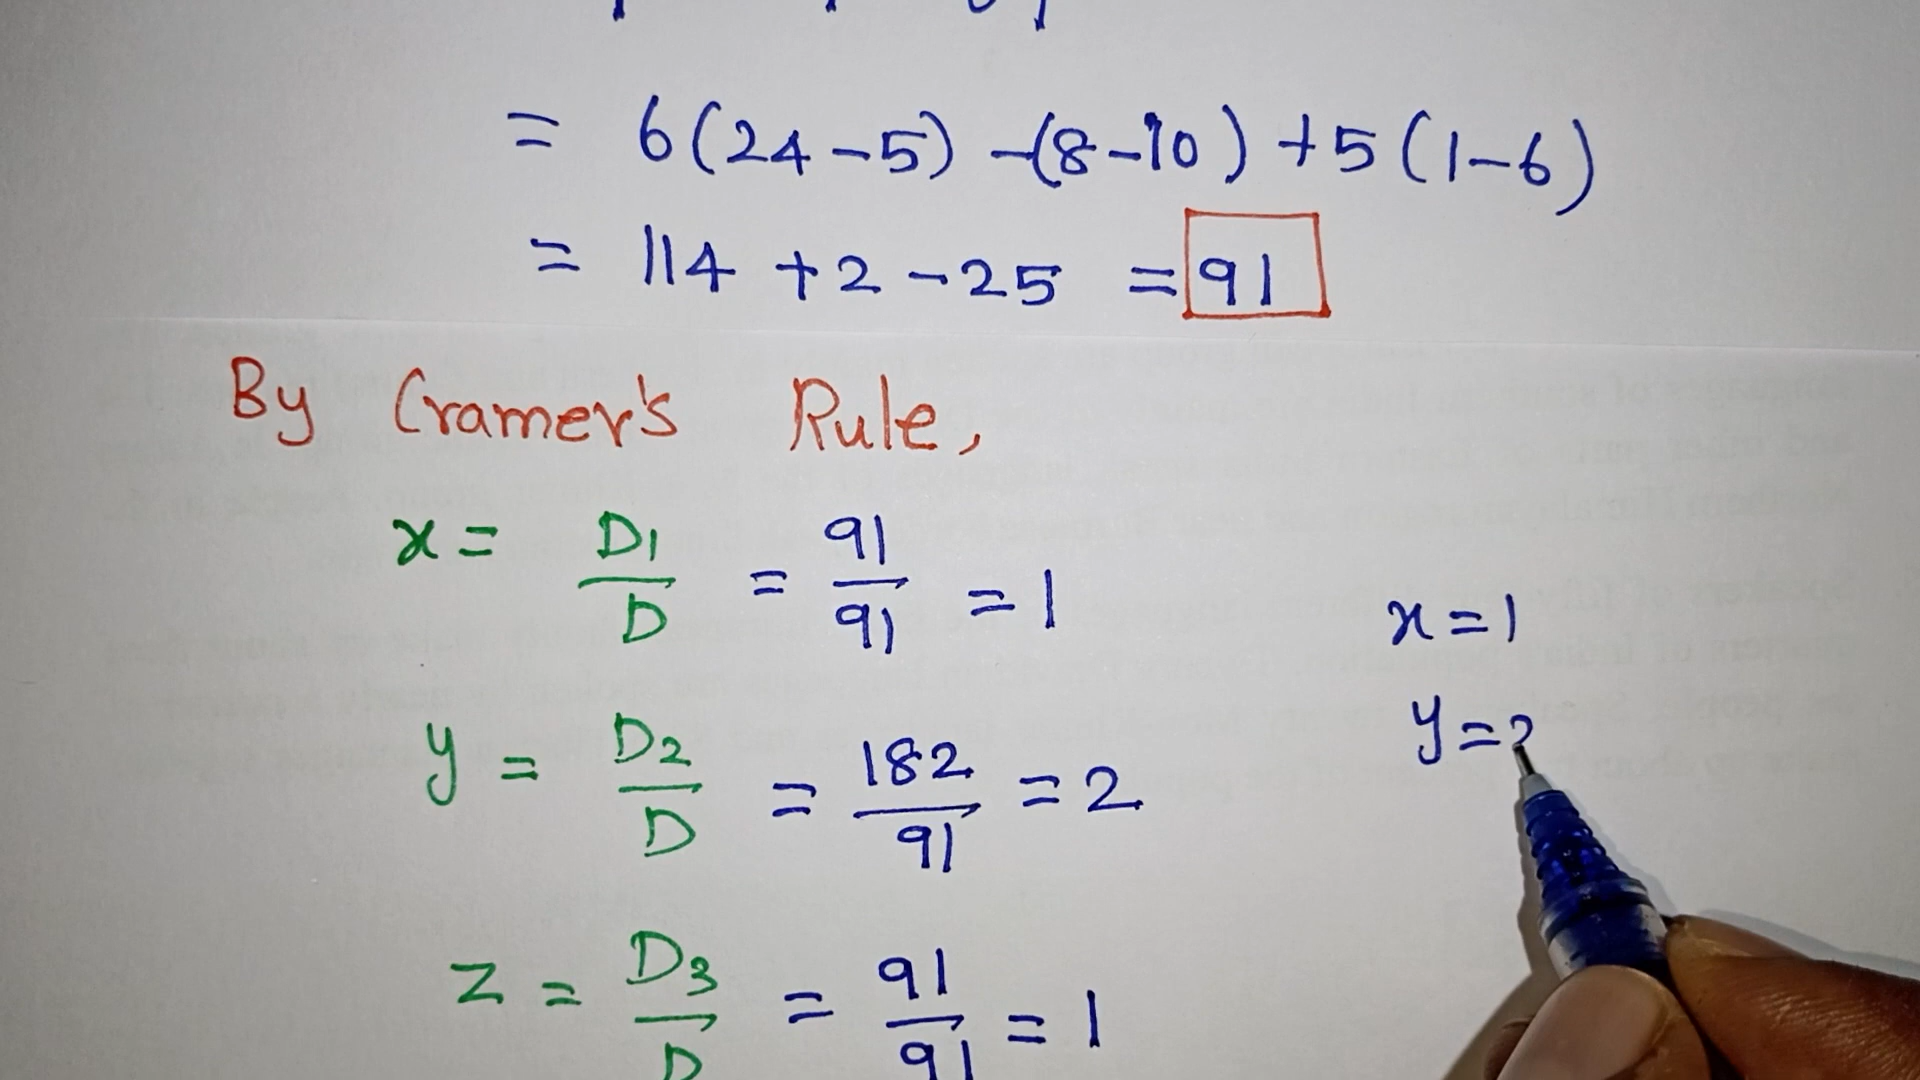 = 6(24-5) -(8-10) +5(1-6)
= 114 +2 -25 = 91
By Cramer's Rule,
x = D1/D = 91/91 = 1
y = D2/D = 182/91 = 2
z = D3/D = 91/91 = 1
x = 1
y = 2